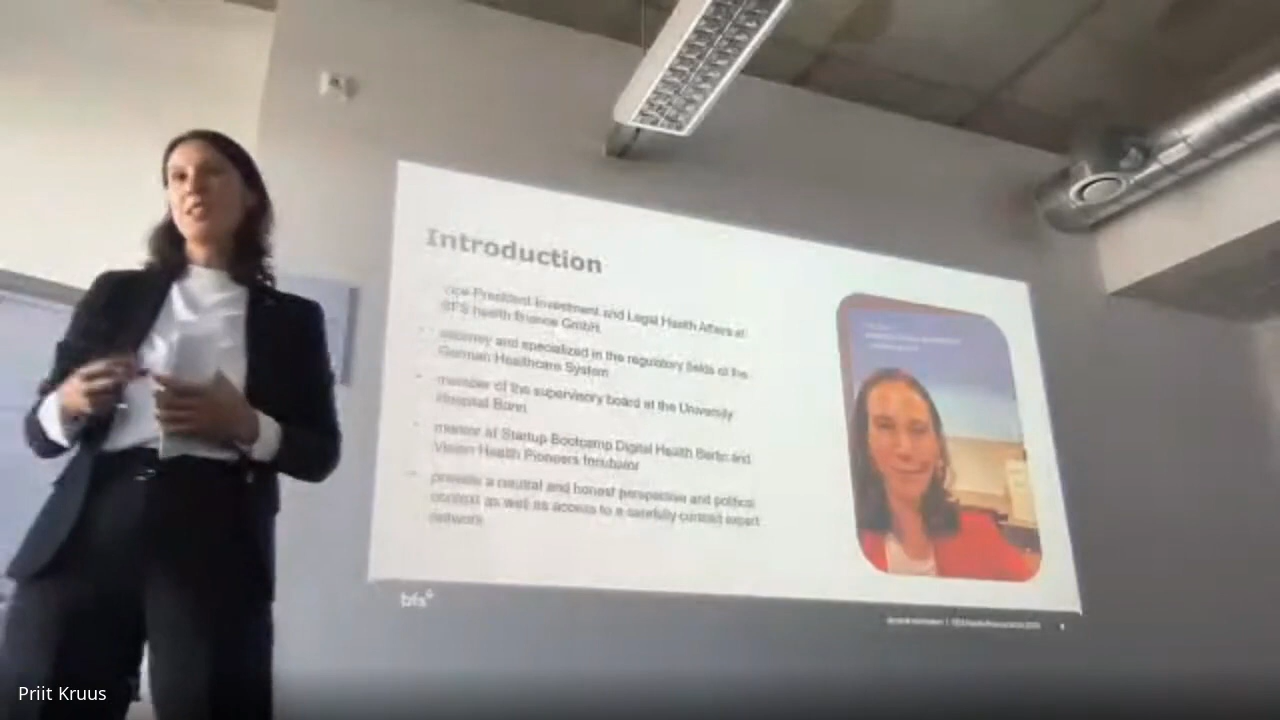 Introduction
Vice-President Investment and Legal Health Affairs at
BFS health finance GmbH
attorney and specialized in the regulatory fields of the
German Healthcare System
member of the supervisory board at the University
Hospital Bonn
mentor at Startup Bootcamp Digital Health Berlin and
Vision Health Pioneers Incubator
provide a neutral and honest perspective and political
context as well as access to a carefully curated expert
network
bfs
Priit Kruus